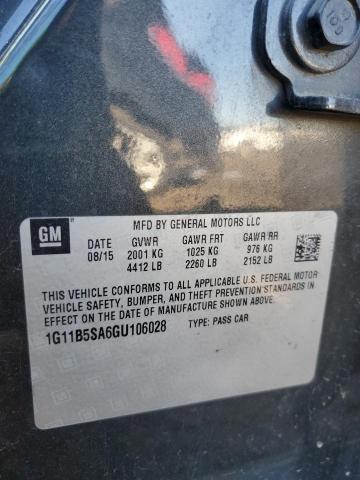 GM
MFD BY GENERAL MOTORS LLC
DATE GVWR GAWR FRT GAWR RR
08/15 2001 KG 1025 KG 976 KG
4412 LB 2260 LB 2152 LB
THIS VEHICLE CONFORMS TO ALL APPLICABLE U.S. FEDERAL MOTOR
VEHICLE SAFETY, BUMPER, AND THEFT PREVENTION STANDARDS
IN EFFECT ON THE DATE OF MANUFACTURE SHOWN ABOVE.
1G11B5SA6GU106028 TYPE: PASS CAR